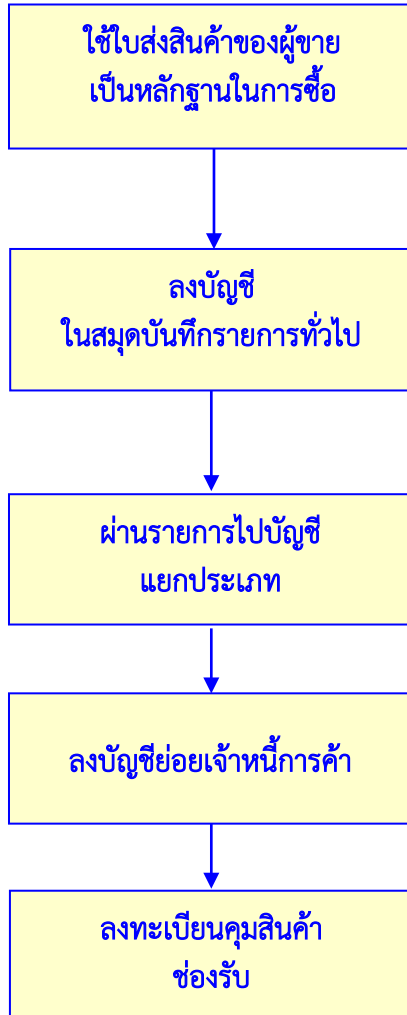 ใช้ใบส่งสินค้าของผู้ขาย
เป็นหลักฐานในการซื้อ
ลงบัญชี
ในสมุดบันทึกรายการทั่วไป
ผ่านรายการไปบัญชี
แยกประเภท
ลงบัญชีย่อยเจ้าหนี้การค้า
ลงทะเบียนคุมสินค้า
ช่องรับ